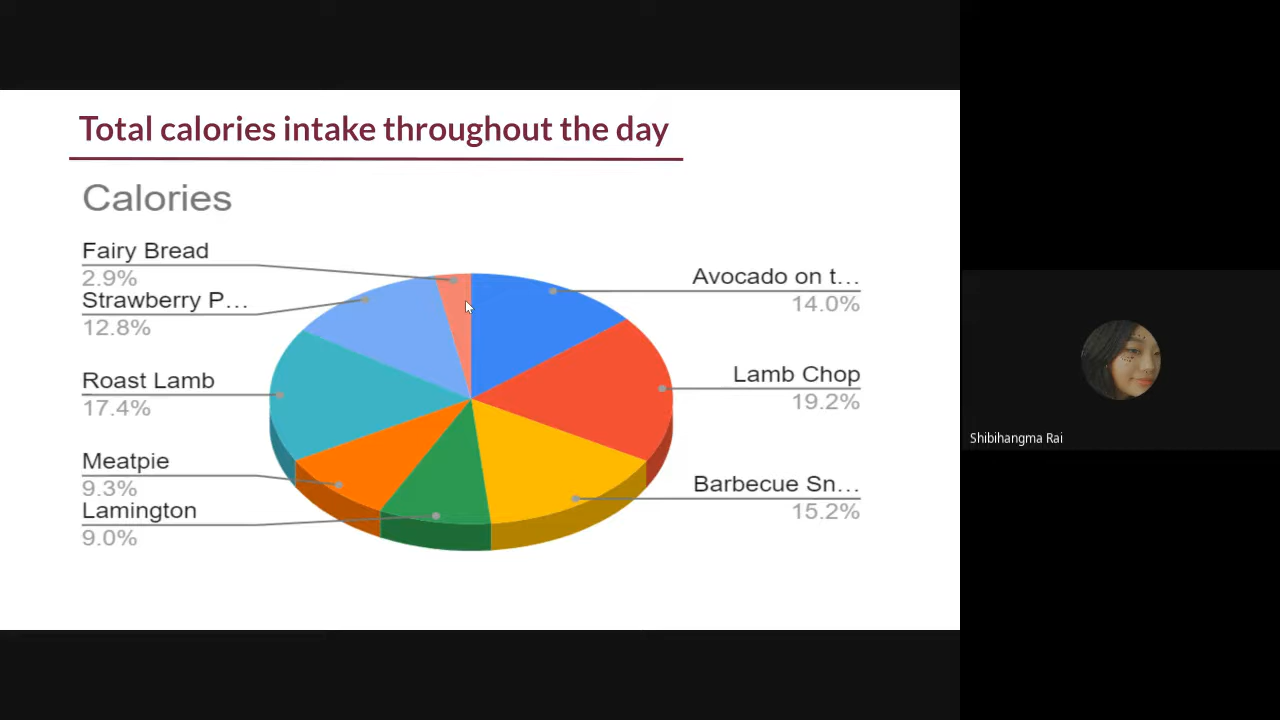 Total calories intake throughout the day
Calories
Fairy Bread
2.9%
Strawberry P...
12.8%
Roast Lamb
17.4%
Meatpie
9.3%
Lamington
9.0%
Avocado on t...
14.0%
Lamb Chop
19.2%
Barbecue Sn...
15.2%
Shibihangma Rai